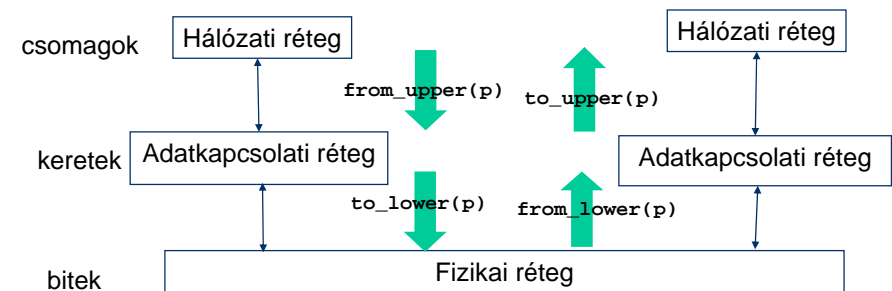 csomagok
Hálózati réteg
Hálózati réteg
from_upper(p)
to_upper(p)
keretek
Adatkapcsolati réteg
Adatkapcsolati réteg
to_lower(p)
from_lower(p)
bitek
Fizikai réteg